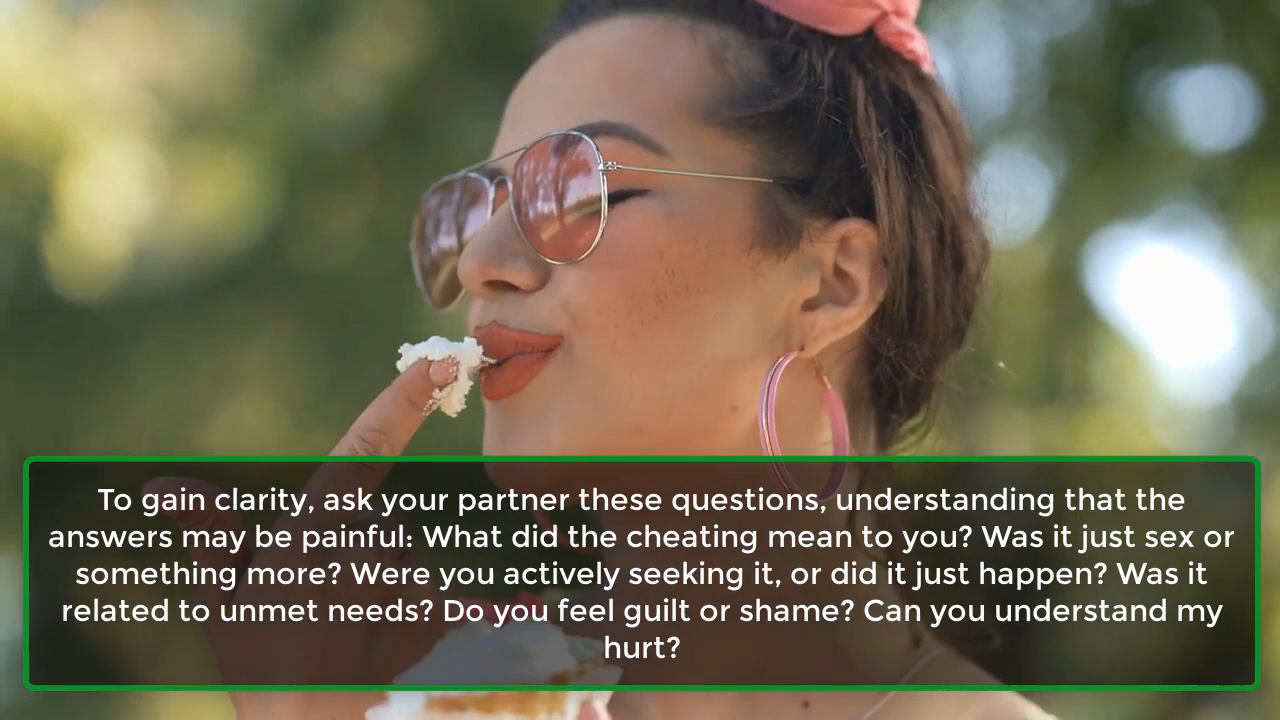 To gain clarity, ask your partner these questions, understanding that the
answers may be painful: What did the cheating mean to you? Was it just sex or
something more? Were you actively seeking it, or did it just happen? Was it
related to unmet needs? Do you feel guilt or shame? Can you understand my
hurt?